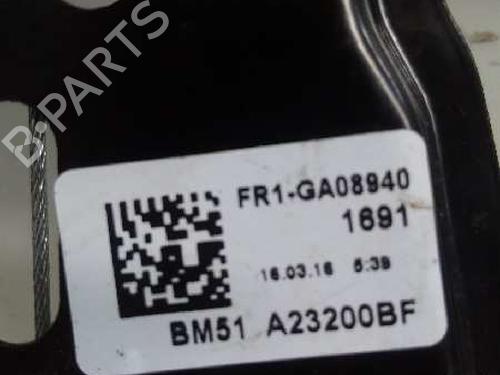 B-PARTS
FR1-GA08940
1691
16.03.16 5:39
BM51 A23200BF